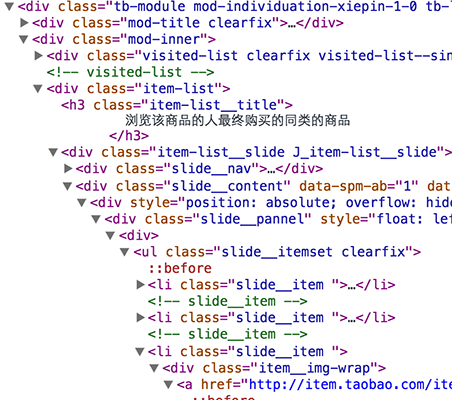 ▼<div class="tb-module mod-individuation-xiepin-1-0 tb-
▶<div class="mod-title clearfix">…</div>
▼<div class="mod-inner">
▶<div class="visited-list clearfix visited-list--sin
<!-- visited-list -->
▼<div class="item-list">
▼<h3 class="item-list__title">
浏览该商品的人最终购买的同类的商品
</h3>
▼<div class="item-list__slide J_item-list__slide">
▶<div class="slide__nav">…</div>
▼<div class="slide__content" data-spm-ab="1" dat
▼<div style="position: absolute; overflow: hid
▼<div class="slide__pannel" style="float: lef
▼<div>
▼<ul class="slide__itemset clearfix">
::before
▶<li class="slide__item ">…</li>
<!-- slide__item -->
▶<li class="slide__item ">…</li>
<!-- slide__item -->
▼<li class="slide__item ">
▼<div class="item__img-wrap">
▼<a href="http://item.taobao.com/ite
::before